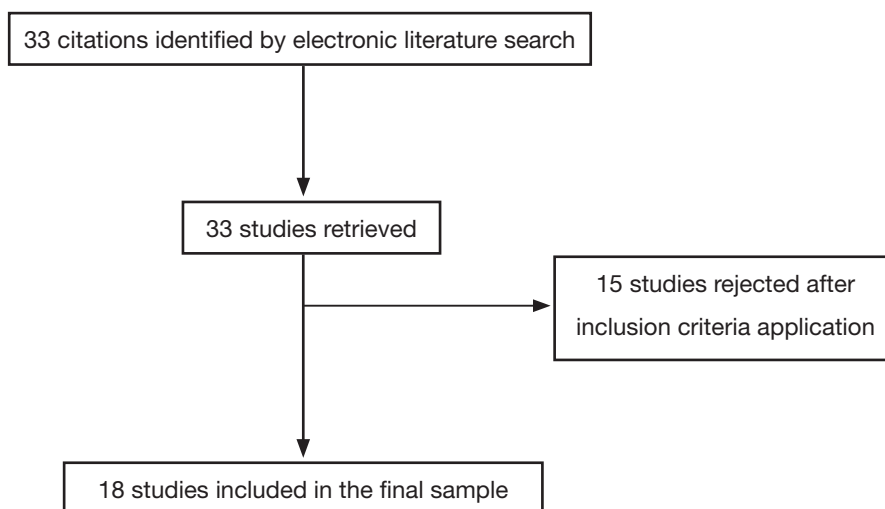 33 citations identified by electronic literature search
33 studies retrieved
15 studies rejected after
inclusion criteria application
18 studies included in the final sample